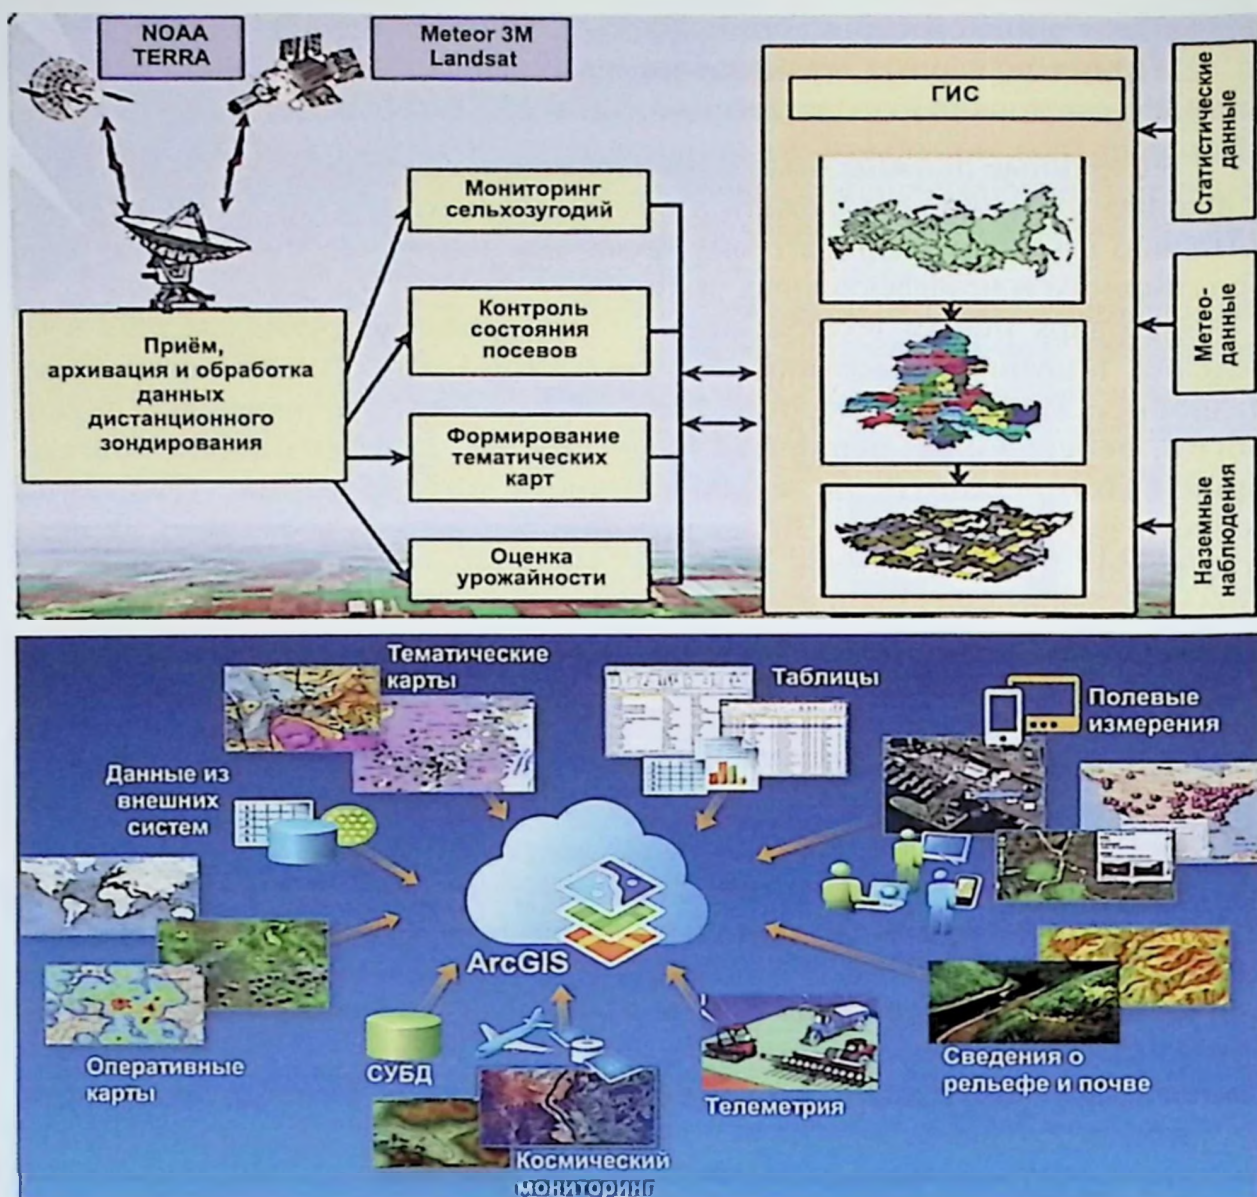 NOAA
TERRA
Meteor 3M
Landsat
ГИС
Статистические
данные
Мониторинг
сельхозугодий
Метео-
данные
Контроль
состояния
посевов
Приём,
архивация и обработка
данных
дистанционного
зондирования
Формирование
тематических
карт
Наземные
наблюдения
Оценка
урожайности
Тематические
карты
Таблицы
Полевые
измерения
Данные из
внешних
систем
ArcGIS
Оперативные
карты
СУБД
Космический
мониторинг
Телеметрия
Сведения о
рельефе и почве